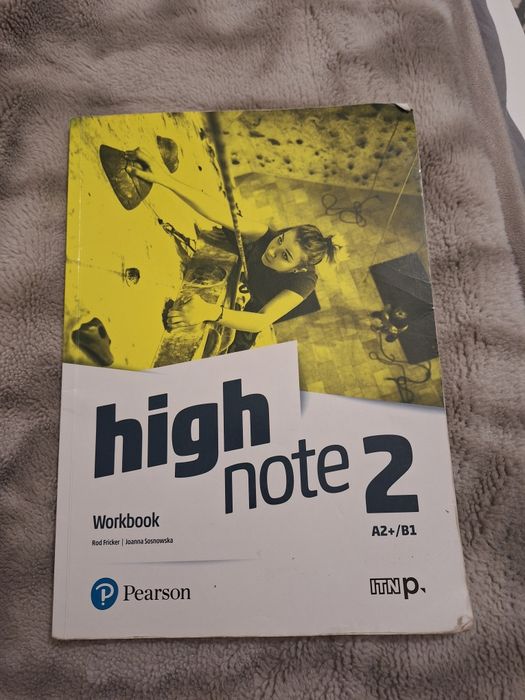 high
note 2
Workbook
A2+/B1
Rod Fricker | Joanna Sosnowska
Pearson
ITN p.